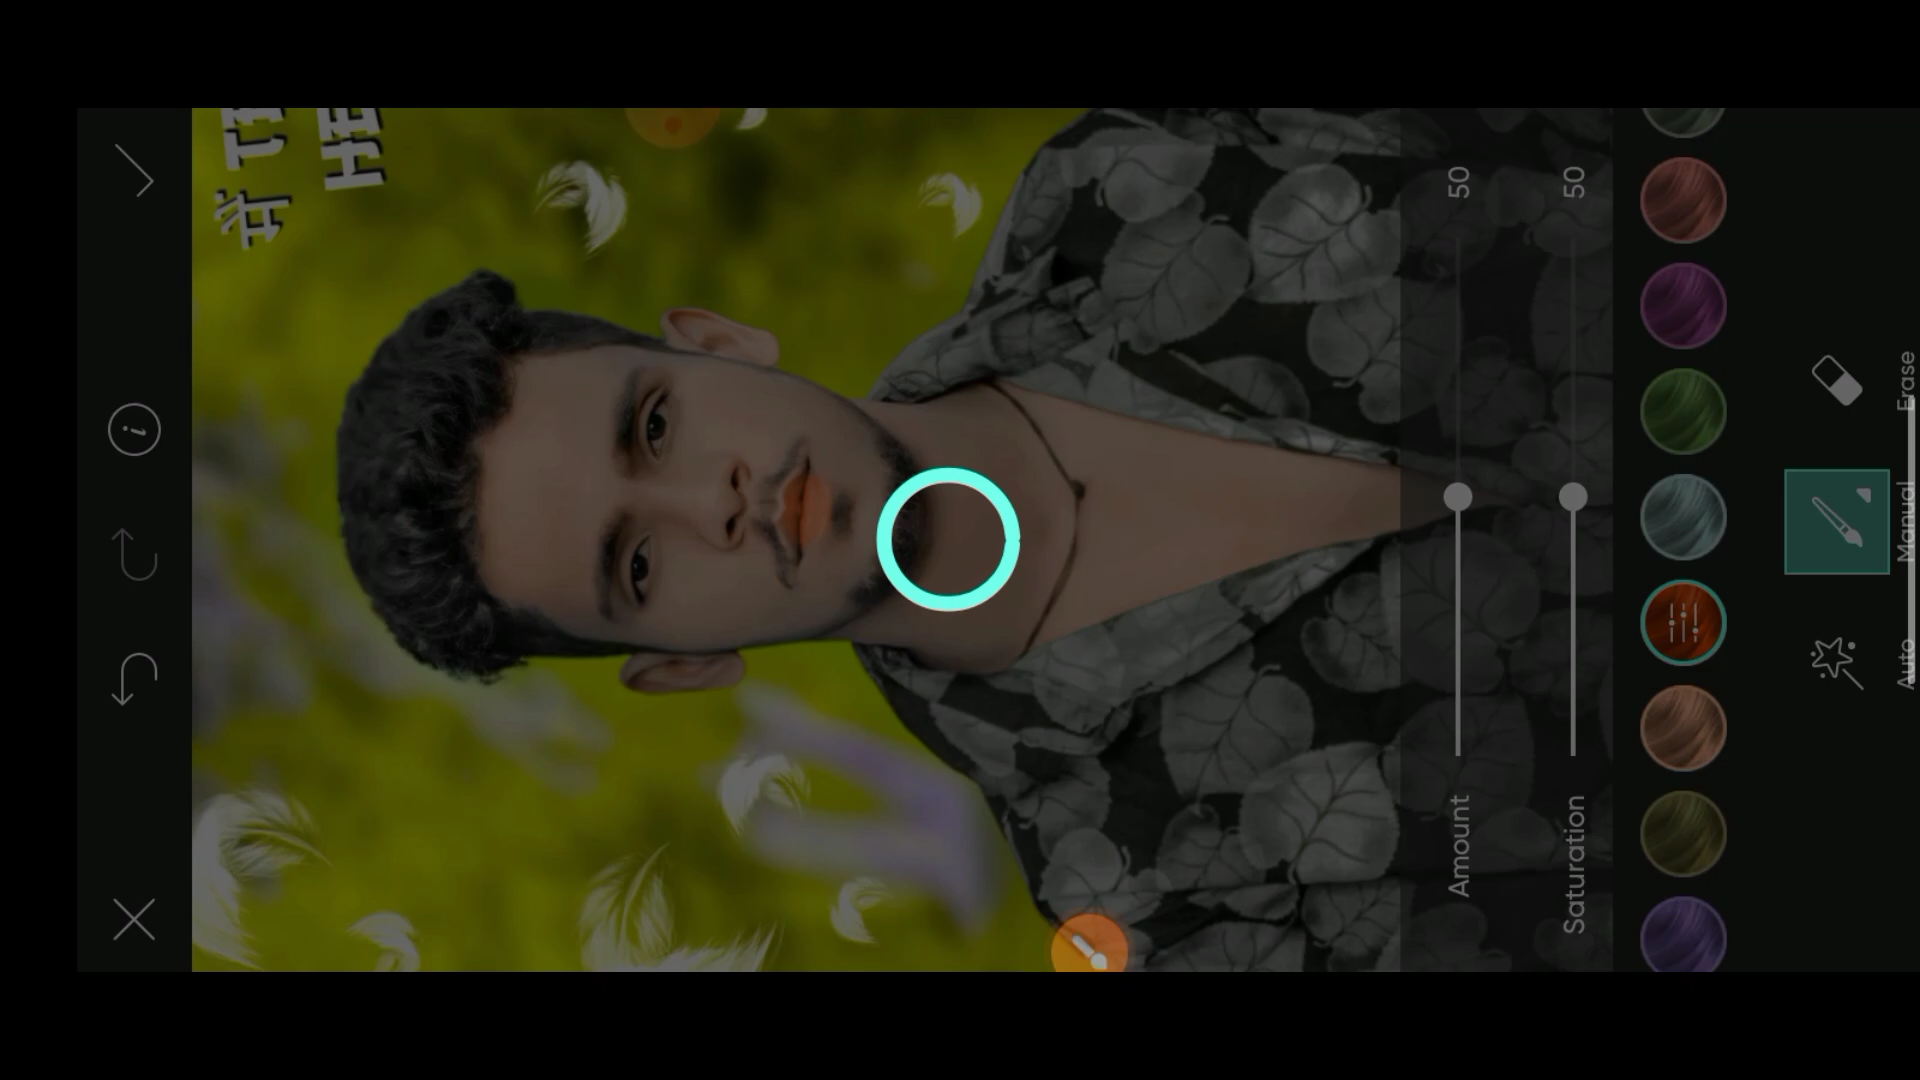 Amount 50
Saturation 50
Auto
Manual
Erase